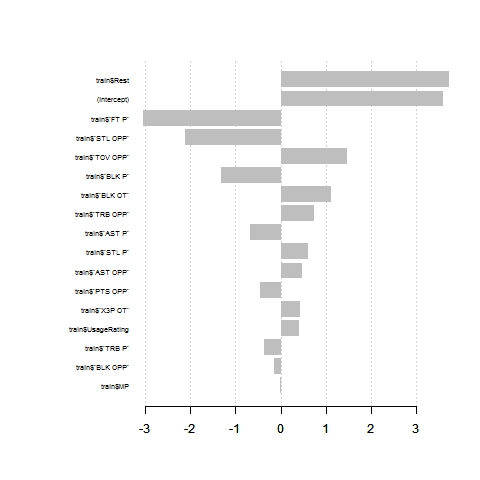 train$Rest
(Intercept)
train$`FT P`
train$`STL OPP`
train$`TOV OPP`
train$`BLK P`
train$`BLK OT`
train$`TRB OPP`
train$`AST P`
train$`STL P`
train$`AST OPP`
train$`PTS OPP`
train$`X3P OT`
train$UsageRating
train$`TRB P`
train$`BLK OPP`
train$MP
-3 -2 -1 0 1 2 3